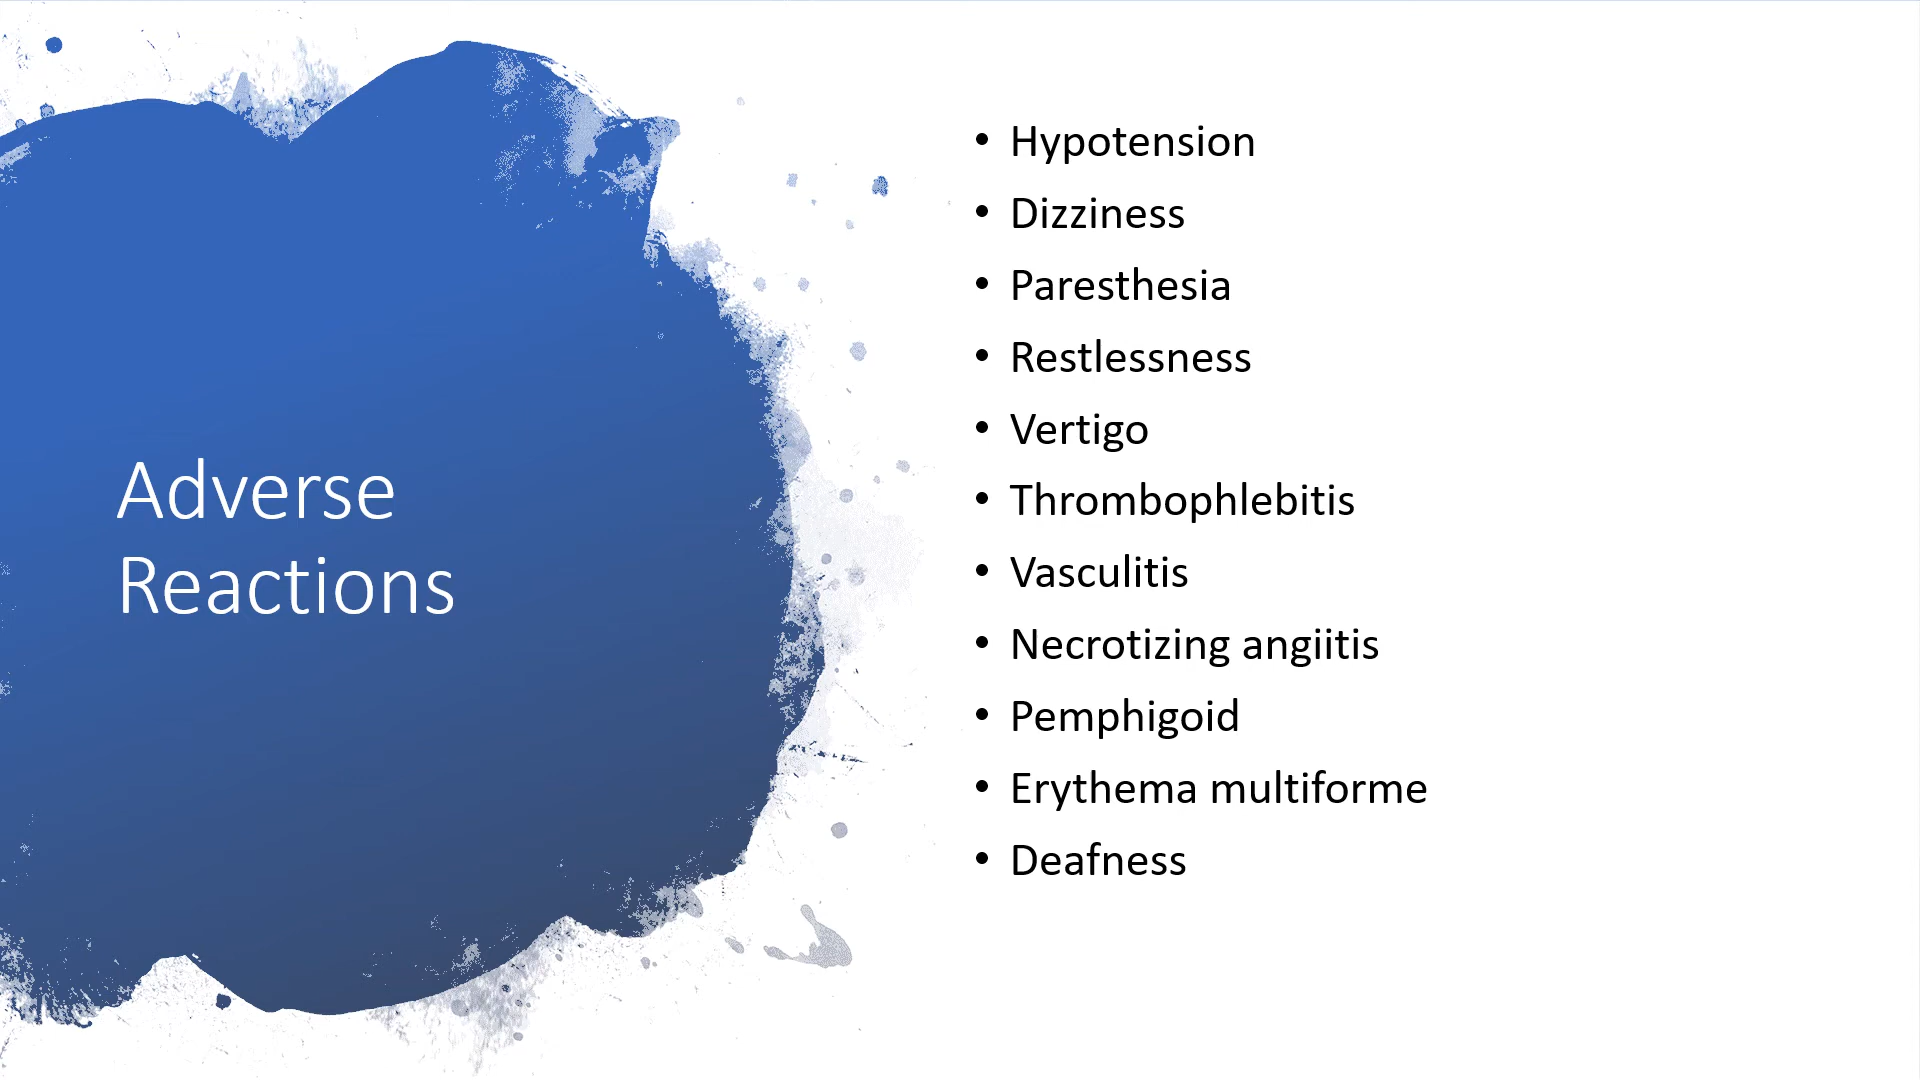 Adverse
Reactions
• Hypotension
• Dizziness
• Paresthesia
• Restlessness
• Vertigo
• Thrombophlebitis
• Vasculitis
• Necrotizing angiitis
• Pemphigoid
• Erythema multiforme
• Deafness